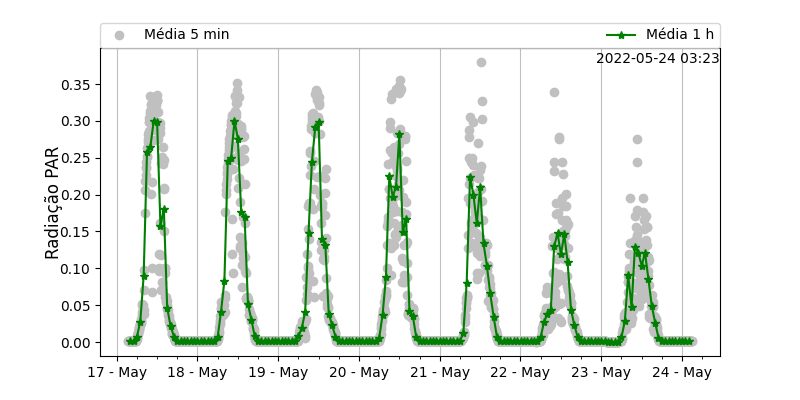 Média 5 min
Média 1 h
2022-05-24 03:23
Radiação PAR
0.35
0.30
0.25
0.20
0.15
0.10
0.05
0.00
17 - May
18 - May
19 - May
20 - May
21 - May
22 - May
23 - May
24 - May